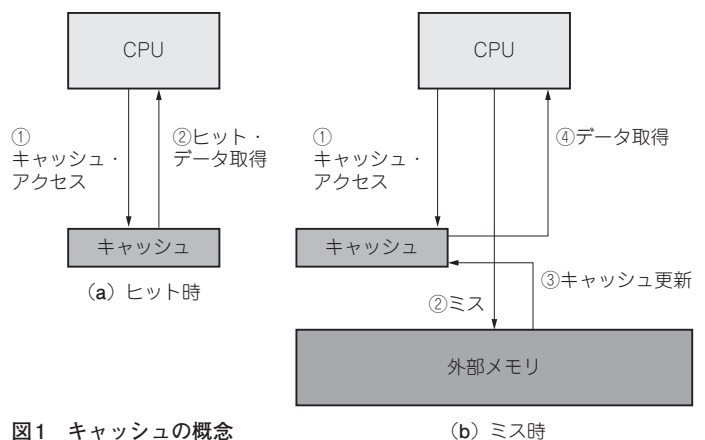 CPU
①
キャッシュ・
アクセス
②ヒット・
データ取得
キャッシュ
（a）ヒット時
CPU
①
キャッシュ・
アクセス
④データ取得
キャッシュ
③キャッシュ更新
②ミス
外部メモリ
（b）ミス時
図1　キャッシュの概念